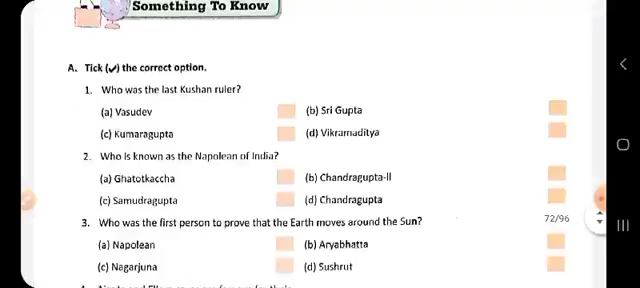 Something To Know
A. Tick (✓) the correct option.
1. Who was the last Kushan ruler?
(a) Vasudev (b) Sri Gupta
(c) Kumaragupta (d) Vikramaditya
2. Who is known as the Napolean of India?
(a) Ghatotkaccha (b) Chandragupta-II
(c) Samudragupta (d) Chandragupta
3. Who was the first person to prove that the Earth moves around the Sun?
72/96
(a) Napolean (b) Aryabhatta
(c) Nagarjuna (d) Sushrut